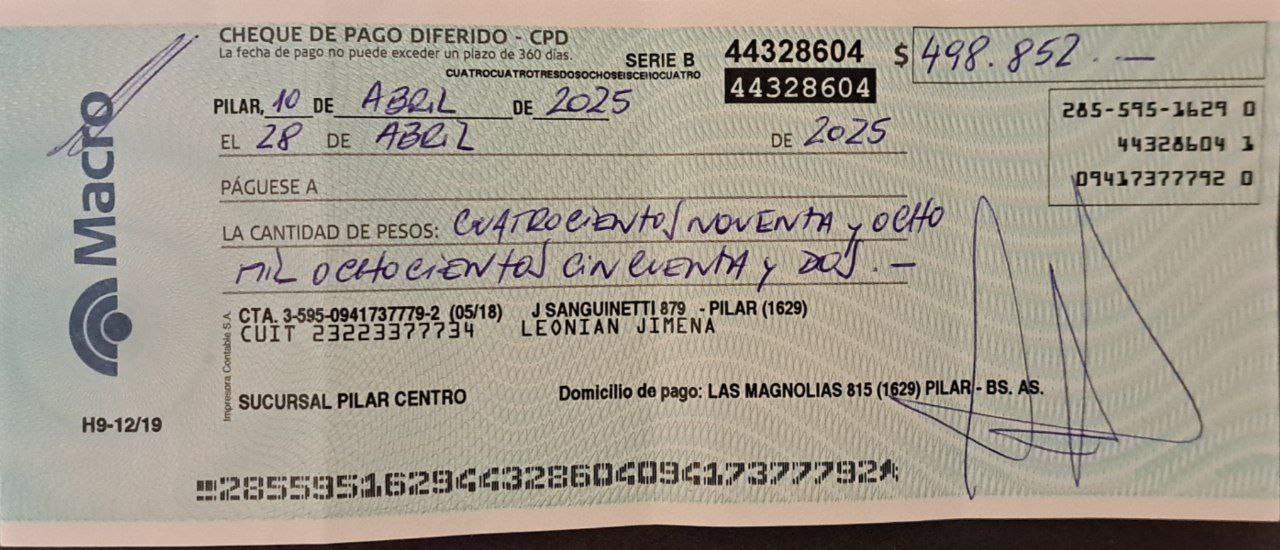 CHEQUE DE PAGO DIFERIDO - CPD
La fecha de pago no puede exceder un plazo de 360 días.
SERIE B 44328604 $ 498.852.—
CUATROCUATROTRESDOSOCHOSEISCEROCUATRO
44328604
PILAR, 10 DE ABRIL DE 2025
EL 28 DE ABRIL DE 2025
285-595-1629 0
44328604 1
09417377792 0
PÁGUESE A
LA CANTIDAD DE PESOS: CUATROCIENTOS NOVENTA y OCHO
MIL OCHOCIENTOS CINCUENTA y DOS.—
CTA. 3-595-0941737779-2 (05/18) J SANGUINETTI 879 - PILAR (1629)
CUIT 23223377734 LEONIAN JIMENA
SUCURSAL PILAR CENTRO
Domicilio de pago: LAS MAGNOLIAS 815 (1629) PILAR - BS. AS.
Impresora Contable S.A.
Macro
H9-12/19
28559516294432860409417377792